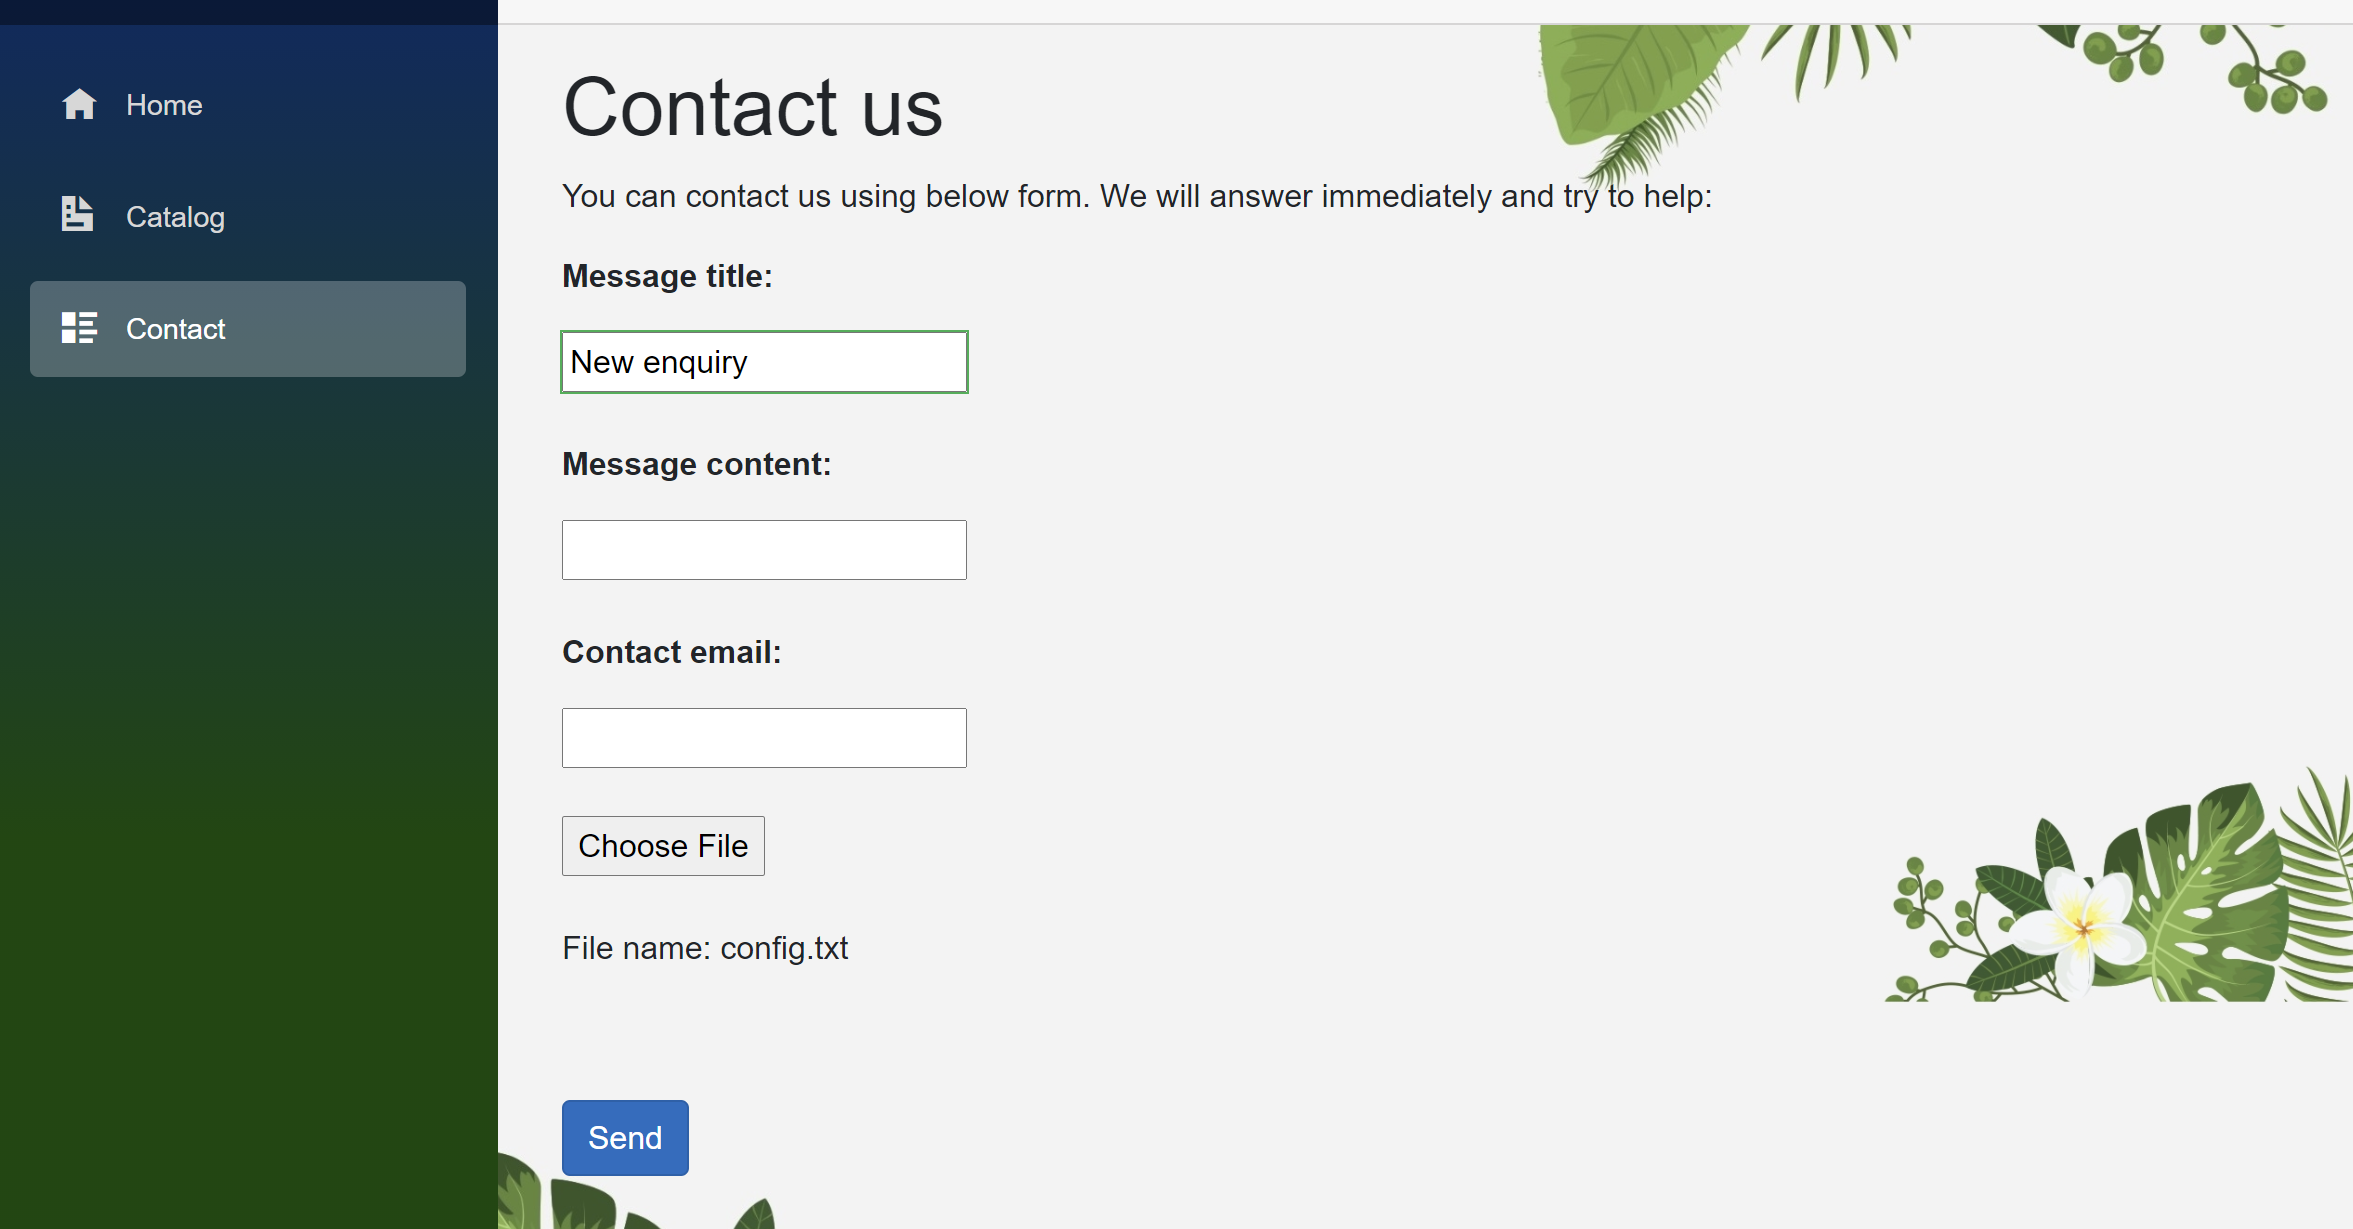 Home
Catalog
Contact
Contact us
You can contact us using below form. We will answer immediately and try to help:
Message title:
New enquiry
Message content:
Contact email:
Choose File
File name: config.txt
Send